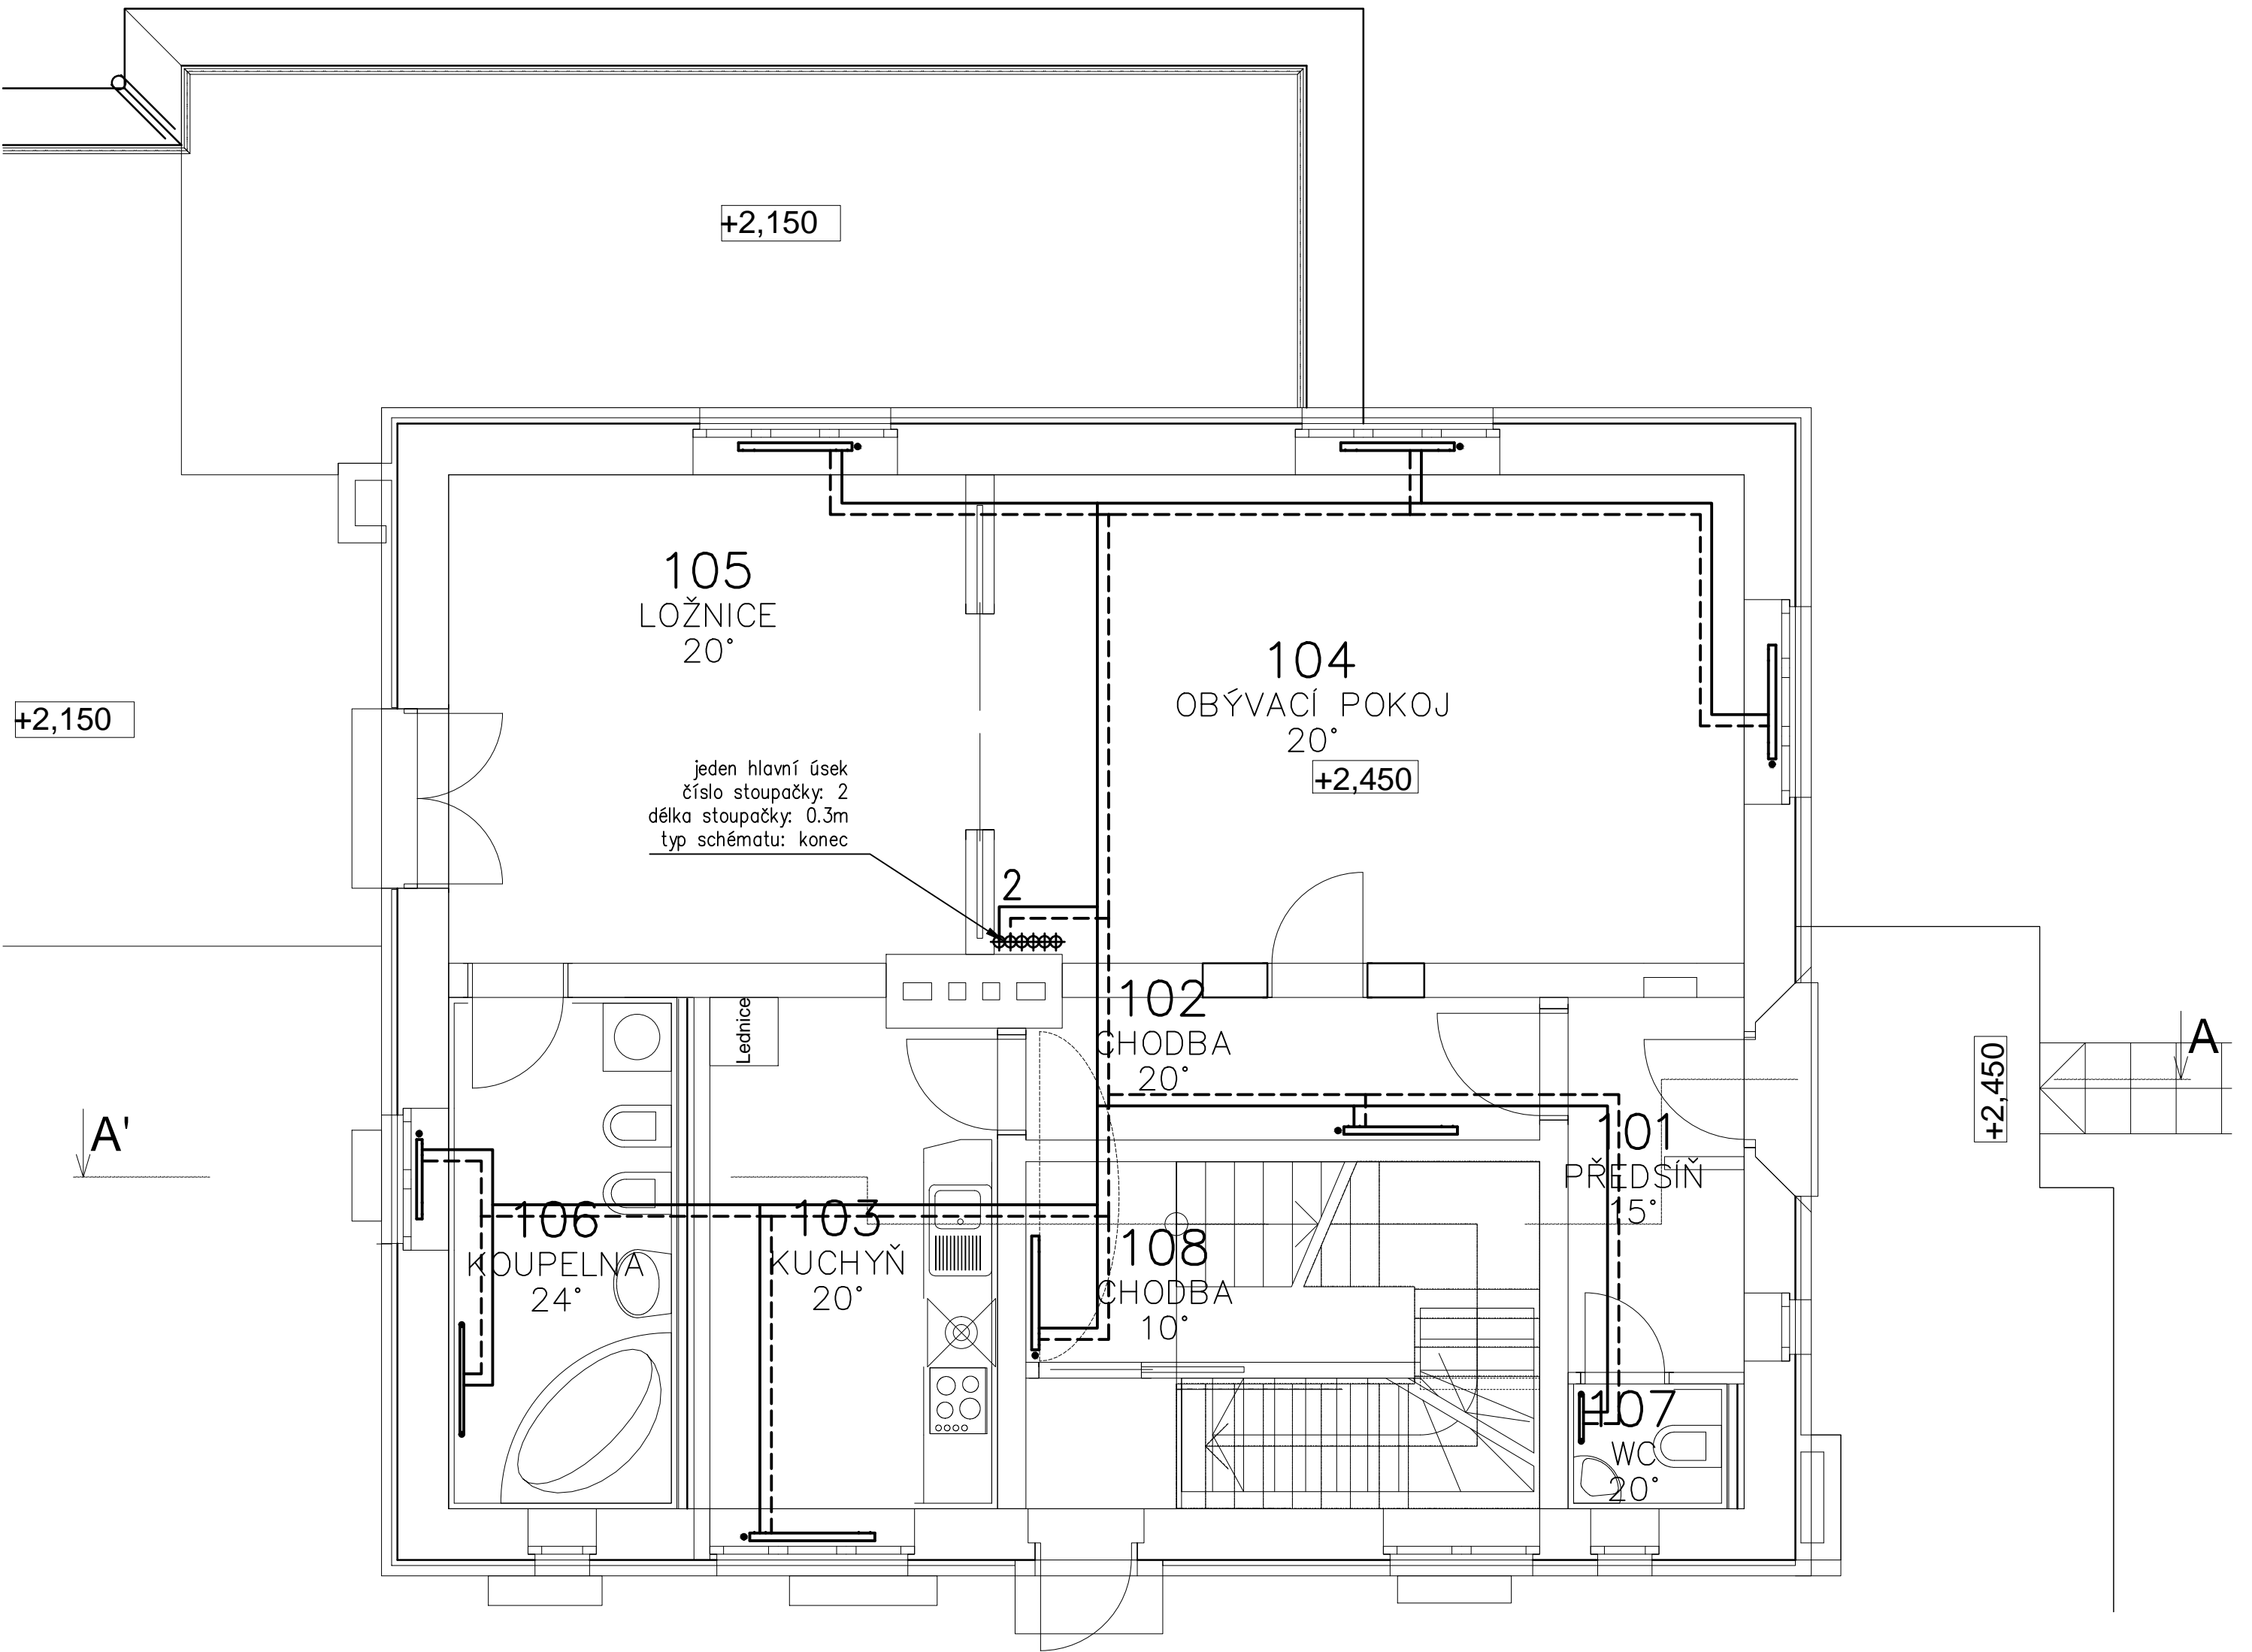 +2,150
105
LOŽNICE
20°
104
OBÝVACÍ POKOJ
20°
+2,450
+2,150
jeden hlavní úsek
číslo stoupačky: 2
délka stoupačky: 0.3m
typ schématu: konec
2
102
CHODBA
20°
Lednice
A
+2,450
A'
101
PŘEDSÍŇ
15°
106
KOUPELNA
24°
103
KUCHYŇ
20°
108
CHODBA
10°
107
WC
20°